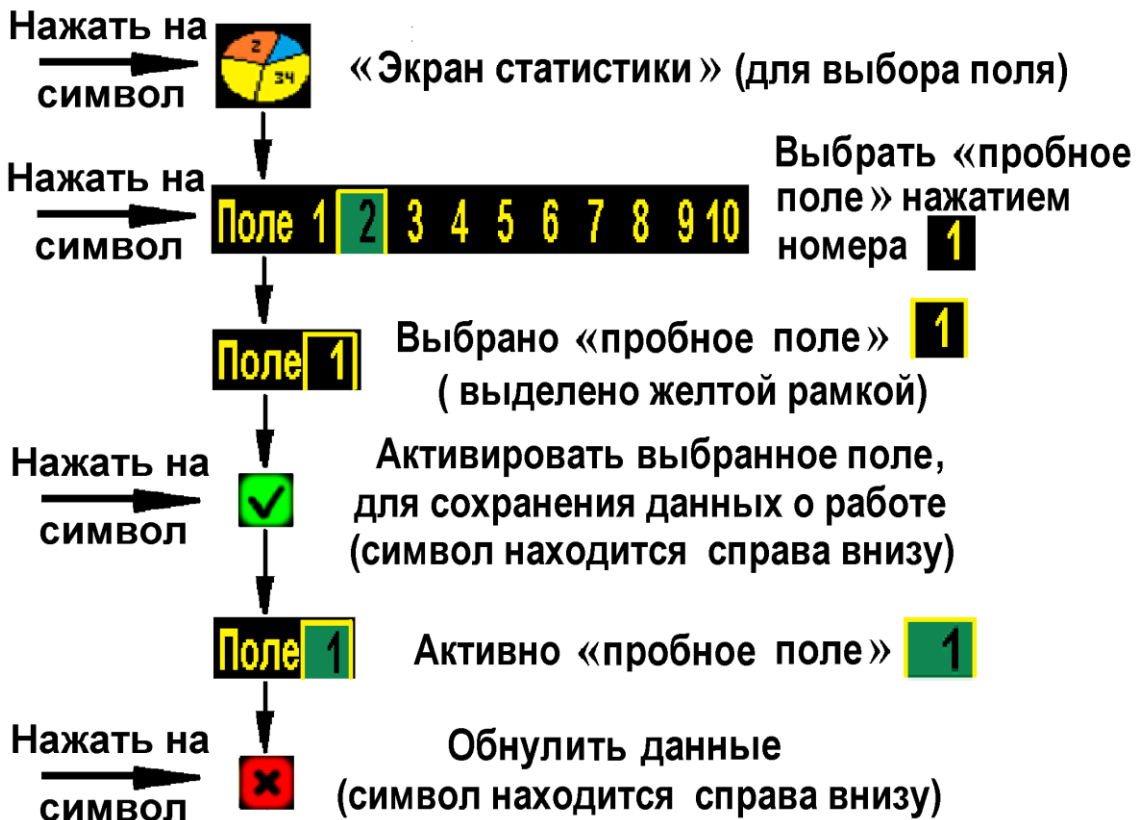 Нажать на
символ
2
34
«Экран статистики» (для выбора поля)
Нажать на
символ
Поле 1 2 3 4 5 6 7 8 9 10
Выбрать «пробное
поле» нажатием
номера 1
Поле 1
Выбрано «пробное поле» 1
( выделено желтой рамкой)
Нажать на
символ
Активировать выбранное поле,
для сохранения данных о работе
(символ находится справа внизу)
Поле 1
Активно «пробное поле» 1
Нажать на
символ
Обнулить данные
(символ находится справа внизу)